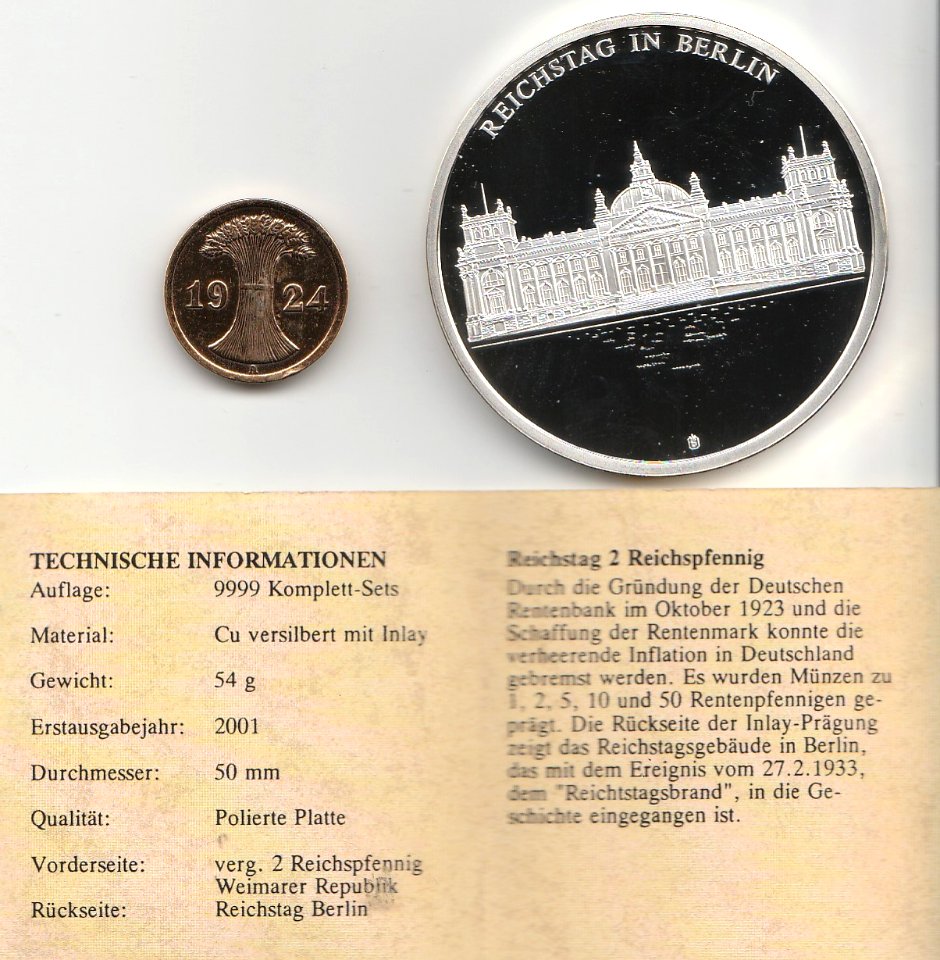 REICHSTAG IN BERLIN
19 24
A
TECHNISCHE INFORMATIONEN
Auflage: 9999 Komplett-Sets
Material: Cu versilbert mit Inlay
Gewicht: 54 g
Erstausgabejahr: 2001
Durchmesser: 50 mm
Qualität: Polierte Platte
Vorderseite: verg. 2 Reichspfennig
Weimarer Republik
Rückseite: Reichstag Berlin
Reichstag 2 Reichspfennig
Durch die Gründung der Deutschen
Rentenbank im Oktober 1923 und die
Schaffung der Rentenmark konnte die
verheerende Inflation in Deutschland
gebremst werden. Es wurden Münzen zu
1, 2, 5, 10 und 50 Rentenpfennigen ge-
prägt. Die Rückseite der Inlay-Prägung
zeigt das Reichstagsgebäude in Berlin,
das mit dem Ereignis vom 27.2.1933,
dem "Reichtstagsbrand", in die Ge-
schichte eingegangen ist.